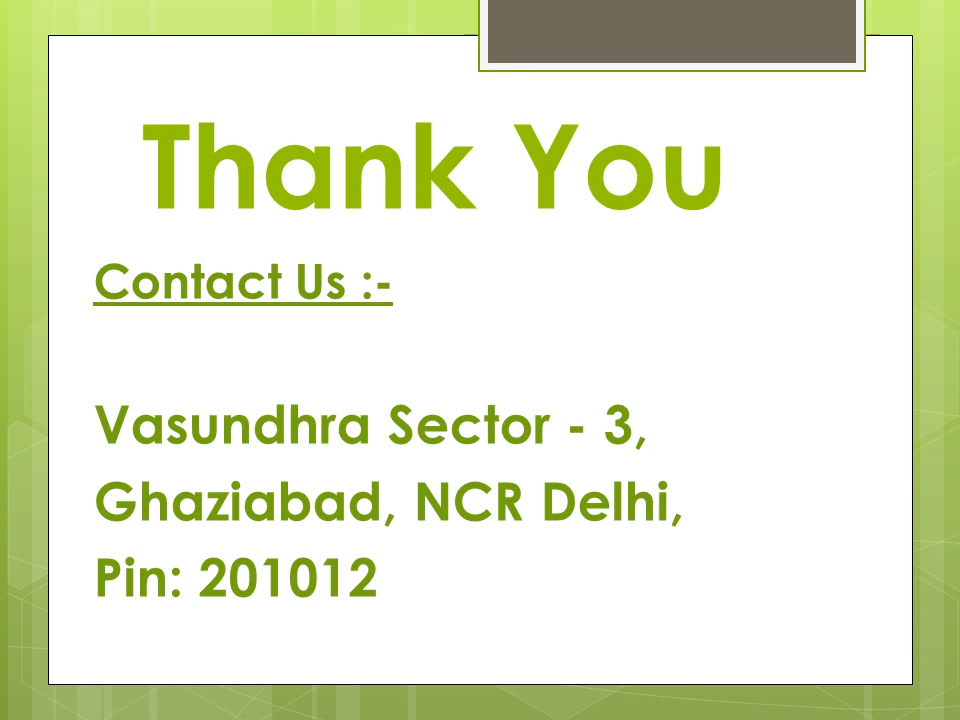 Thank You
Contact Us :-
Vasundhra Sector - 3,
Ghaziabad, NCR Delhi,
Pin: 201012